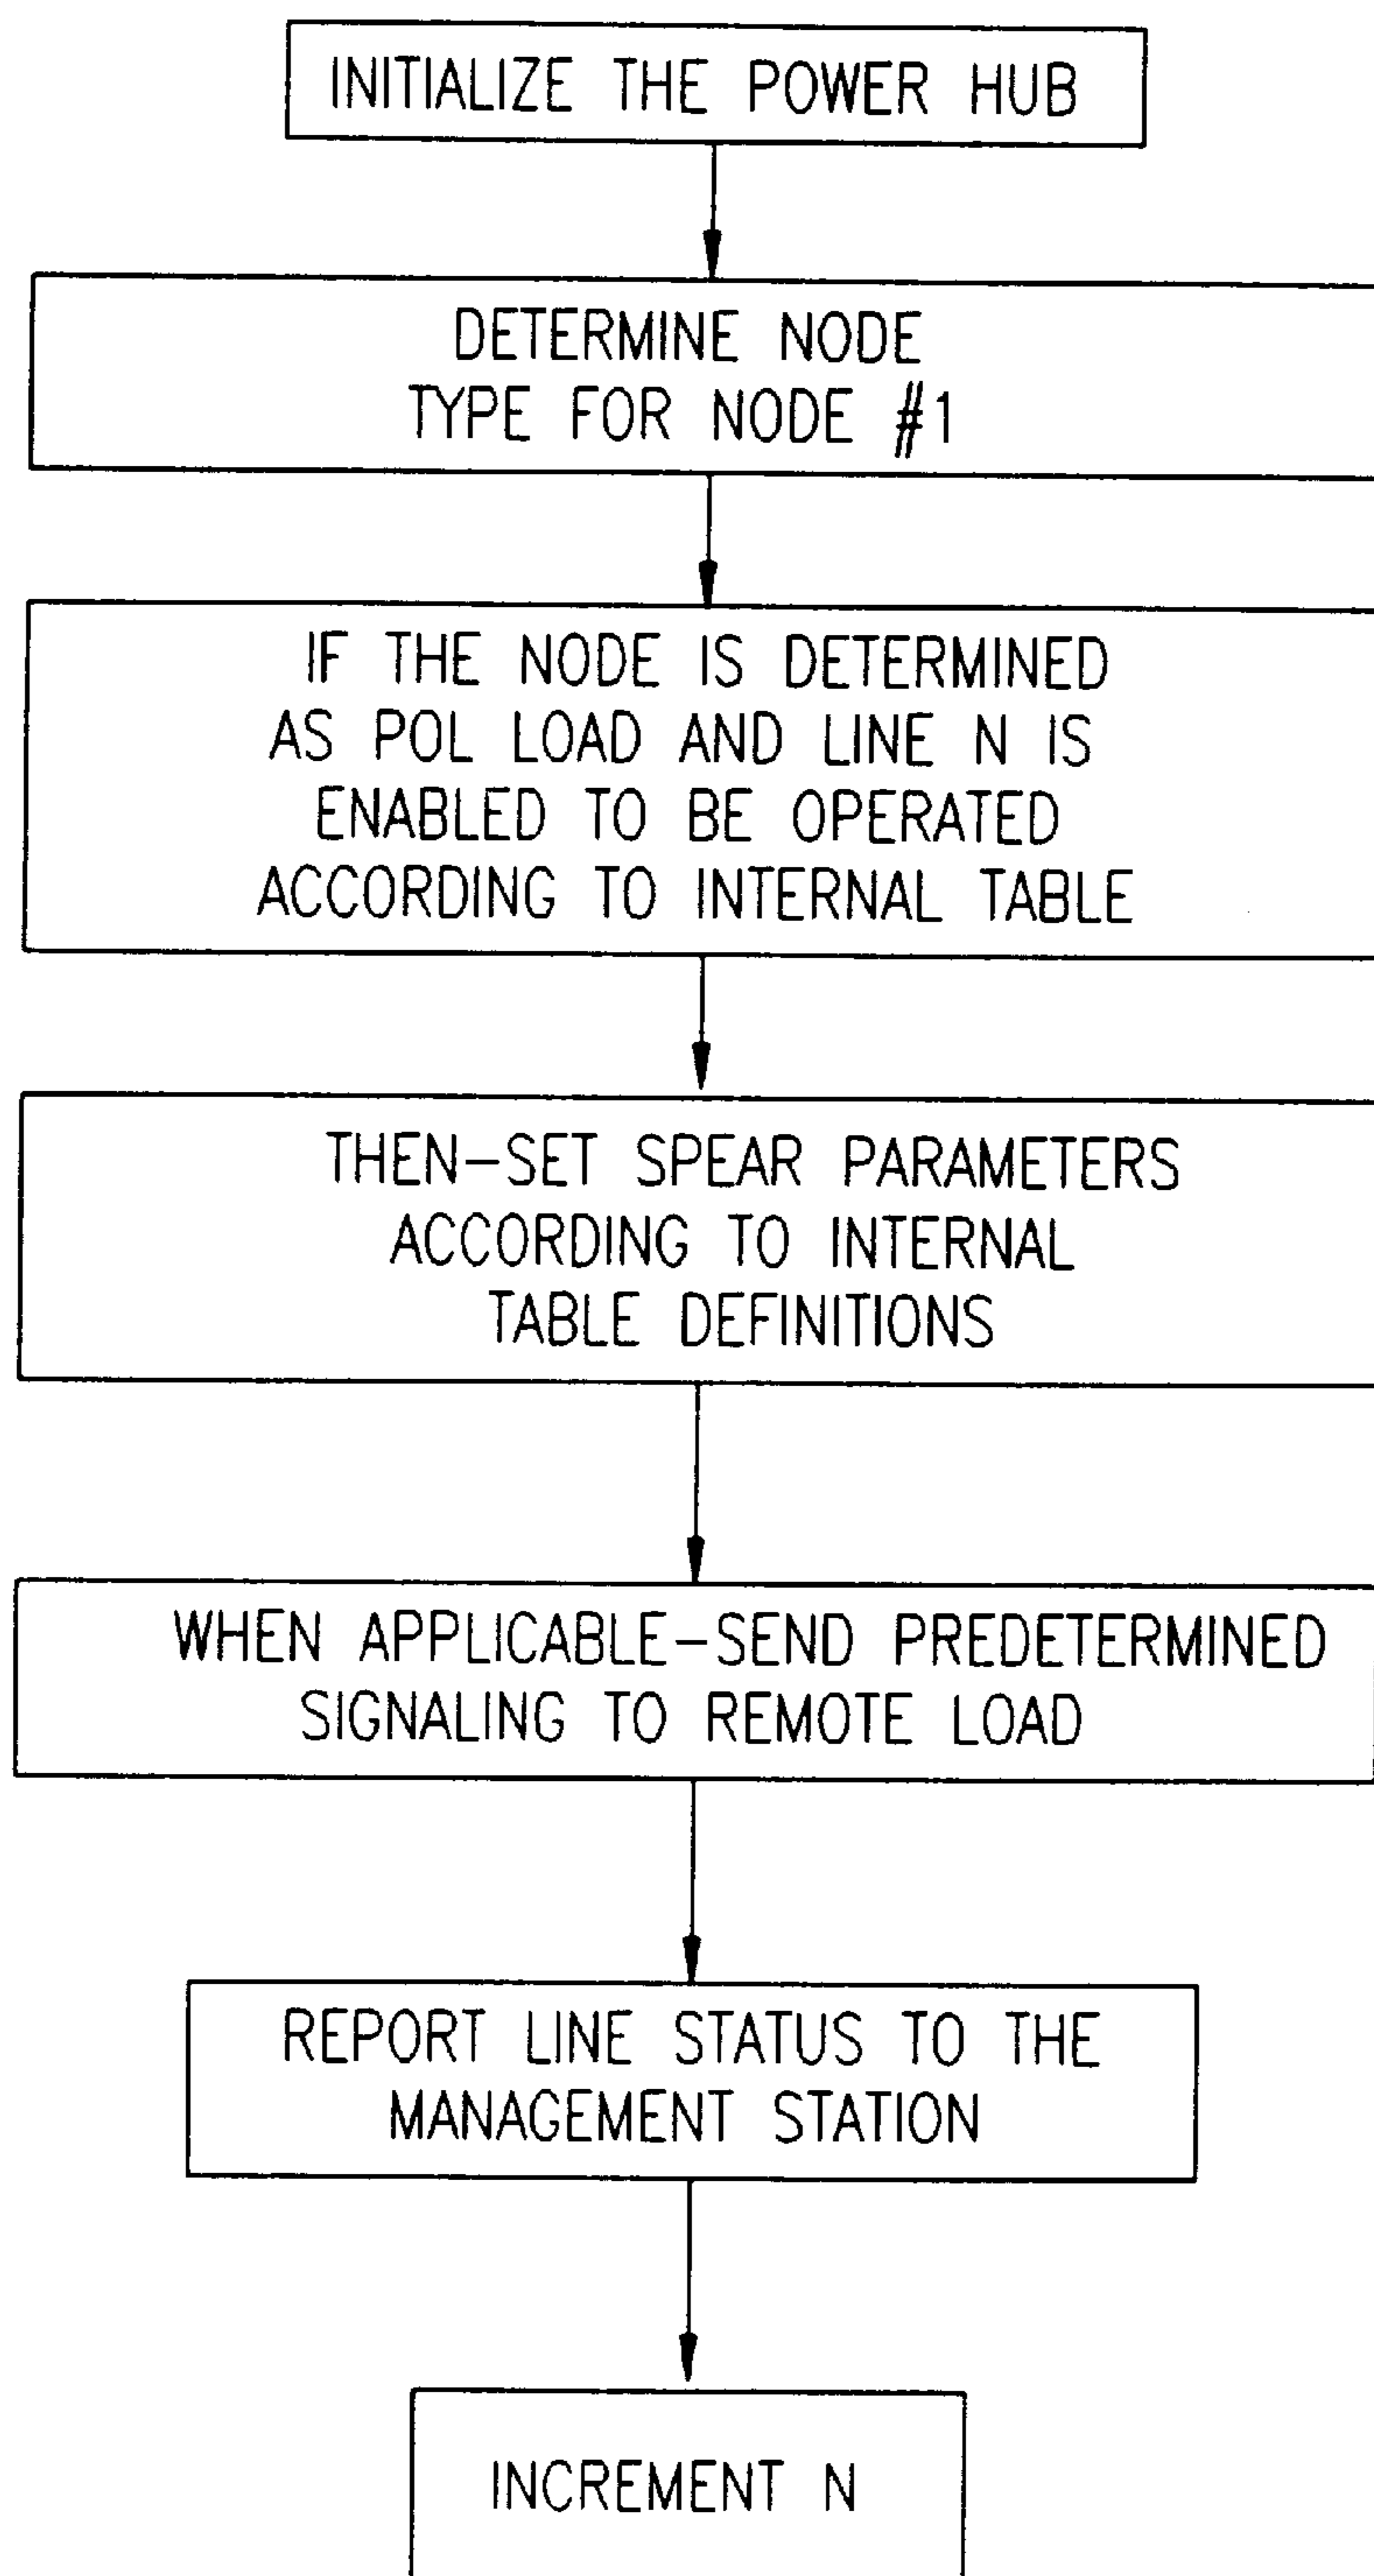 INITIALIZE THE POWER HUB
DETERMINE NODE
TYPE FOR NODE #1
IF THE NODE IS DETERMINED
AS POL LOAD AND LINE N IS
ENABLED TO BE OPERATED
ACCORDING TO INTERNAL TABLE
THEN-SET SPEAR PARAMETERS
ACCORDING TO INTERNAL
TABLE DEFINITIONS
WHEN APPLICABLE-SEND PREDETERMINED
SIGNALING TO REMOTE LOAD
REPORT LINE STATUS TO THE
MANAGEMENT STATION
INCREMENT N